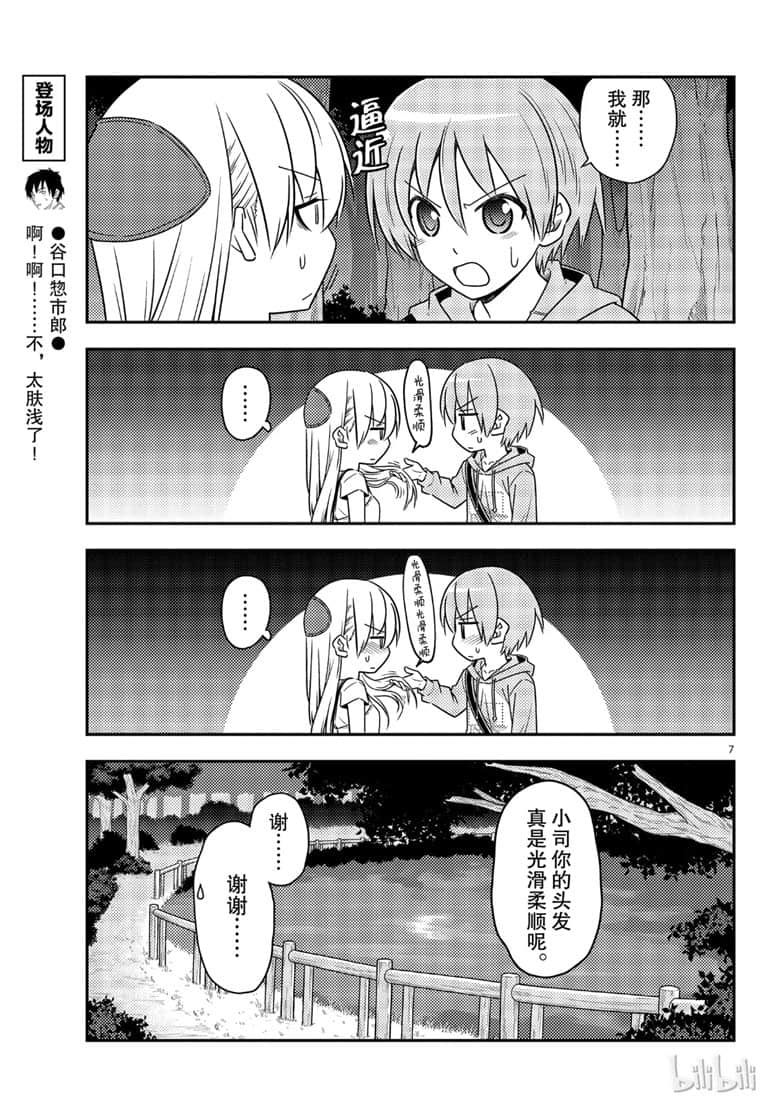 那……
我就……
逼近
登场人物
●谷口惣市郎●
啊！啊！……不，太肤浅了！
光滑柔顺
……
光滑柔顺光滑柔顺
……
7
小司你的头发
真是光滑柔顺呢。
谢……
谢谢……
bilibili